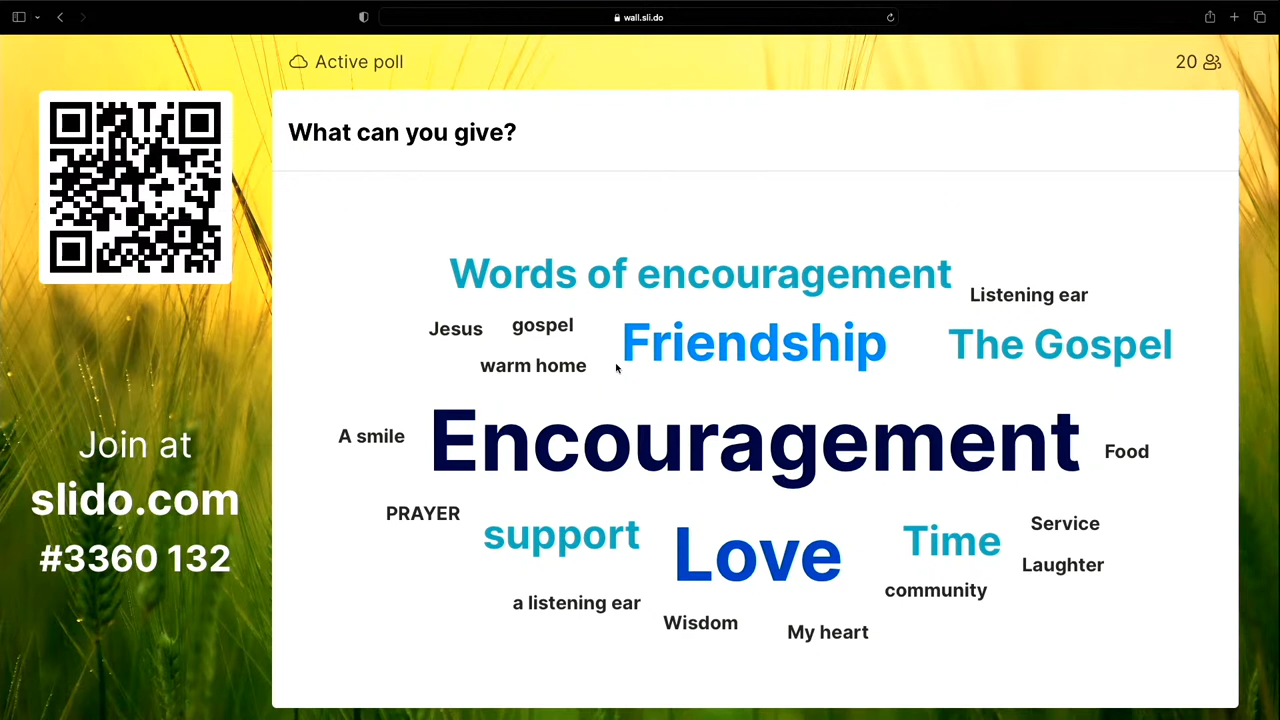 wall.sli.do
Active poll
20
What can you give?
Words of encouragement
Listening ear
Jesus
gospel
Friendship
The Gospel
warm home
A smile
Encouragement
Food
PRAYER
support
Love
Time
Service
Laughter
community
a listening ear
Wisdom
My heart
Join at
slido.com
#3360 132